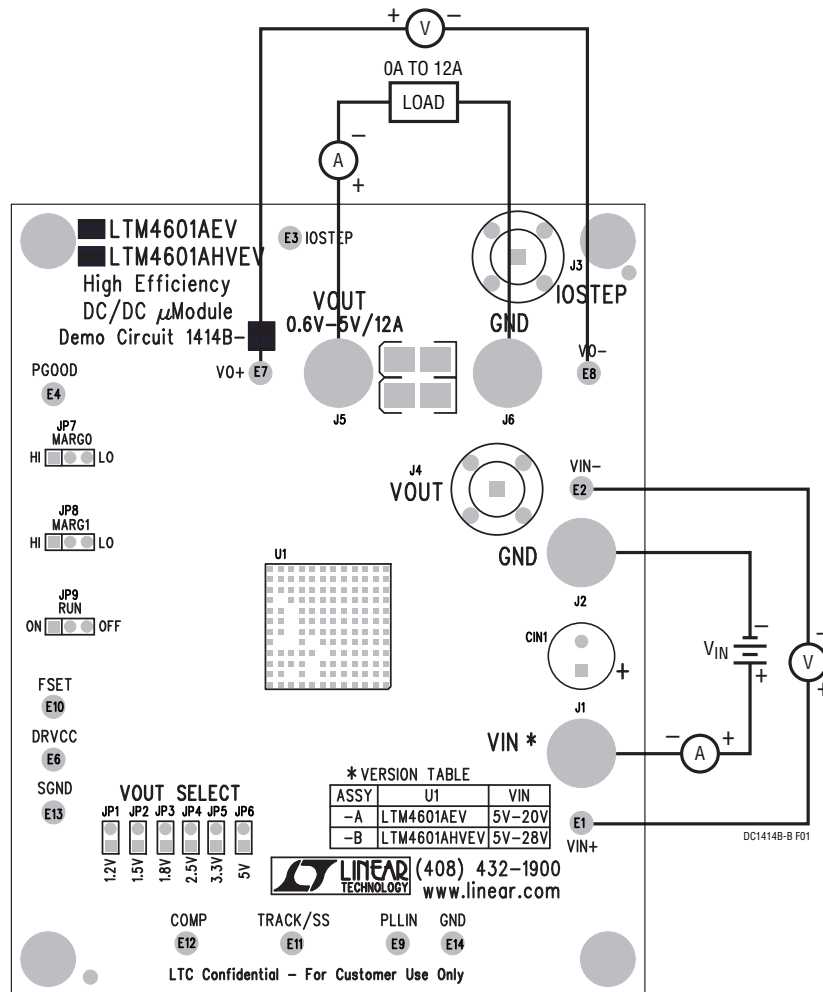 + V −
0A TO 12A
LOAD
−
A
+
LTM4601AEV
LTM4601AHVEV
High Efficiency
DC/DC μModule
Demo Circuit 1414B-
E3 IOSTEP
J3
IOSTEP
VOUT
0.6V-5V/12A
GND
VO+ E7
VO-
E8
J5
J6
PGOOD
E4
JP7
MARG0
HI LO
JP8
MARG1
HI LO
JP9
RUN
ON OFF
J4
VOUT
VIN-
E2
GND
J2
U1
CIN1
+
J1
VIN *
−
VIN
+
−
V
+
− A +
FSET
E10
DRVCC
E6
SGND
E13
VOUT SELECT
JP1 JP2 JP3 JP4 JP5 JP6
1.2V 1.5V 1.8V 2.5V 3.3V 5V
* VERSION TABLE
ASSY U1 VIN
-A LTM4601AEV 5V-20V
-B LTM4601AHVEV 5V-28V
E1
VIN+
DC1414B-B F01
LT LINEAR TECHNOLOGY (408) 432-1900
www.linear.com
COMP TRACK/SS PLLIN GND
E12 E11 E9 E14
LTC Confidential - For Customer Use Only